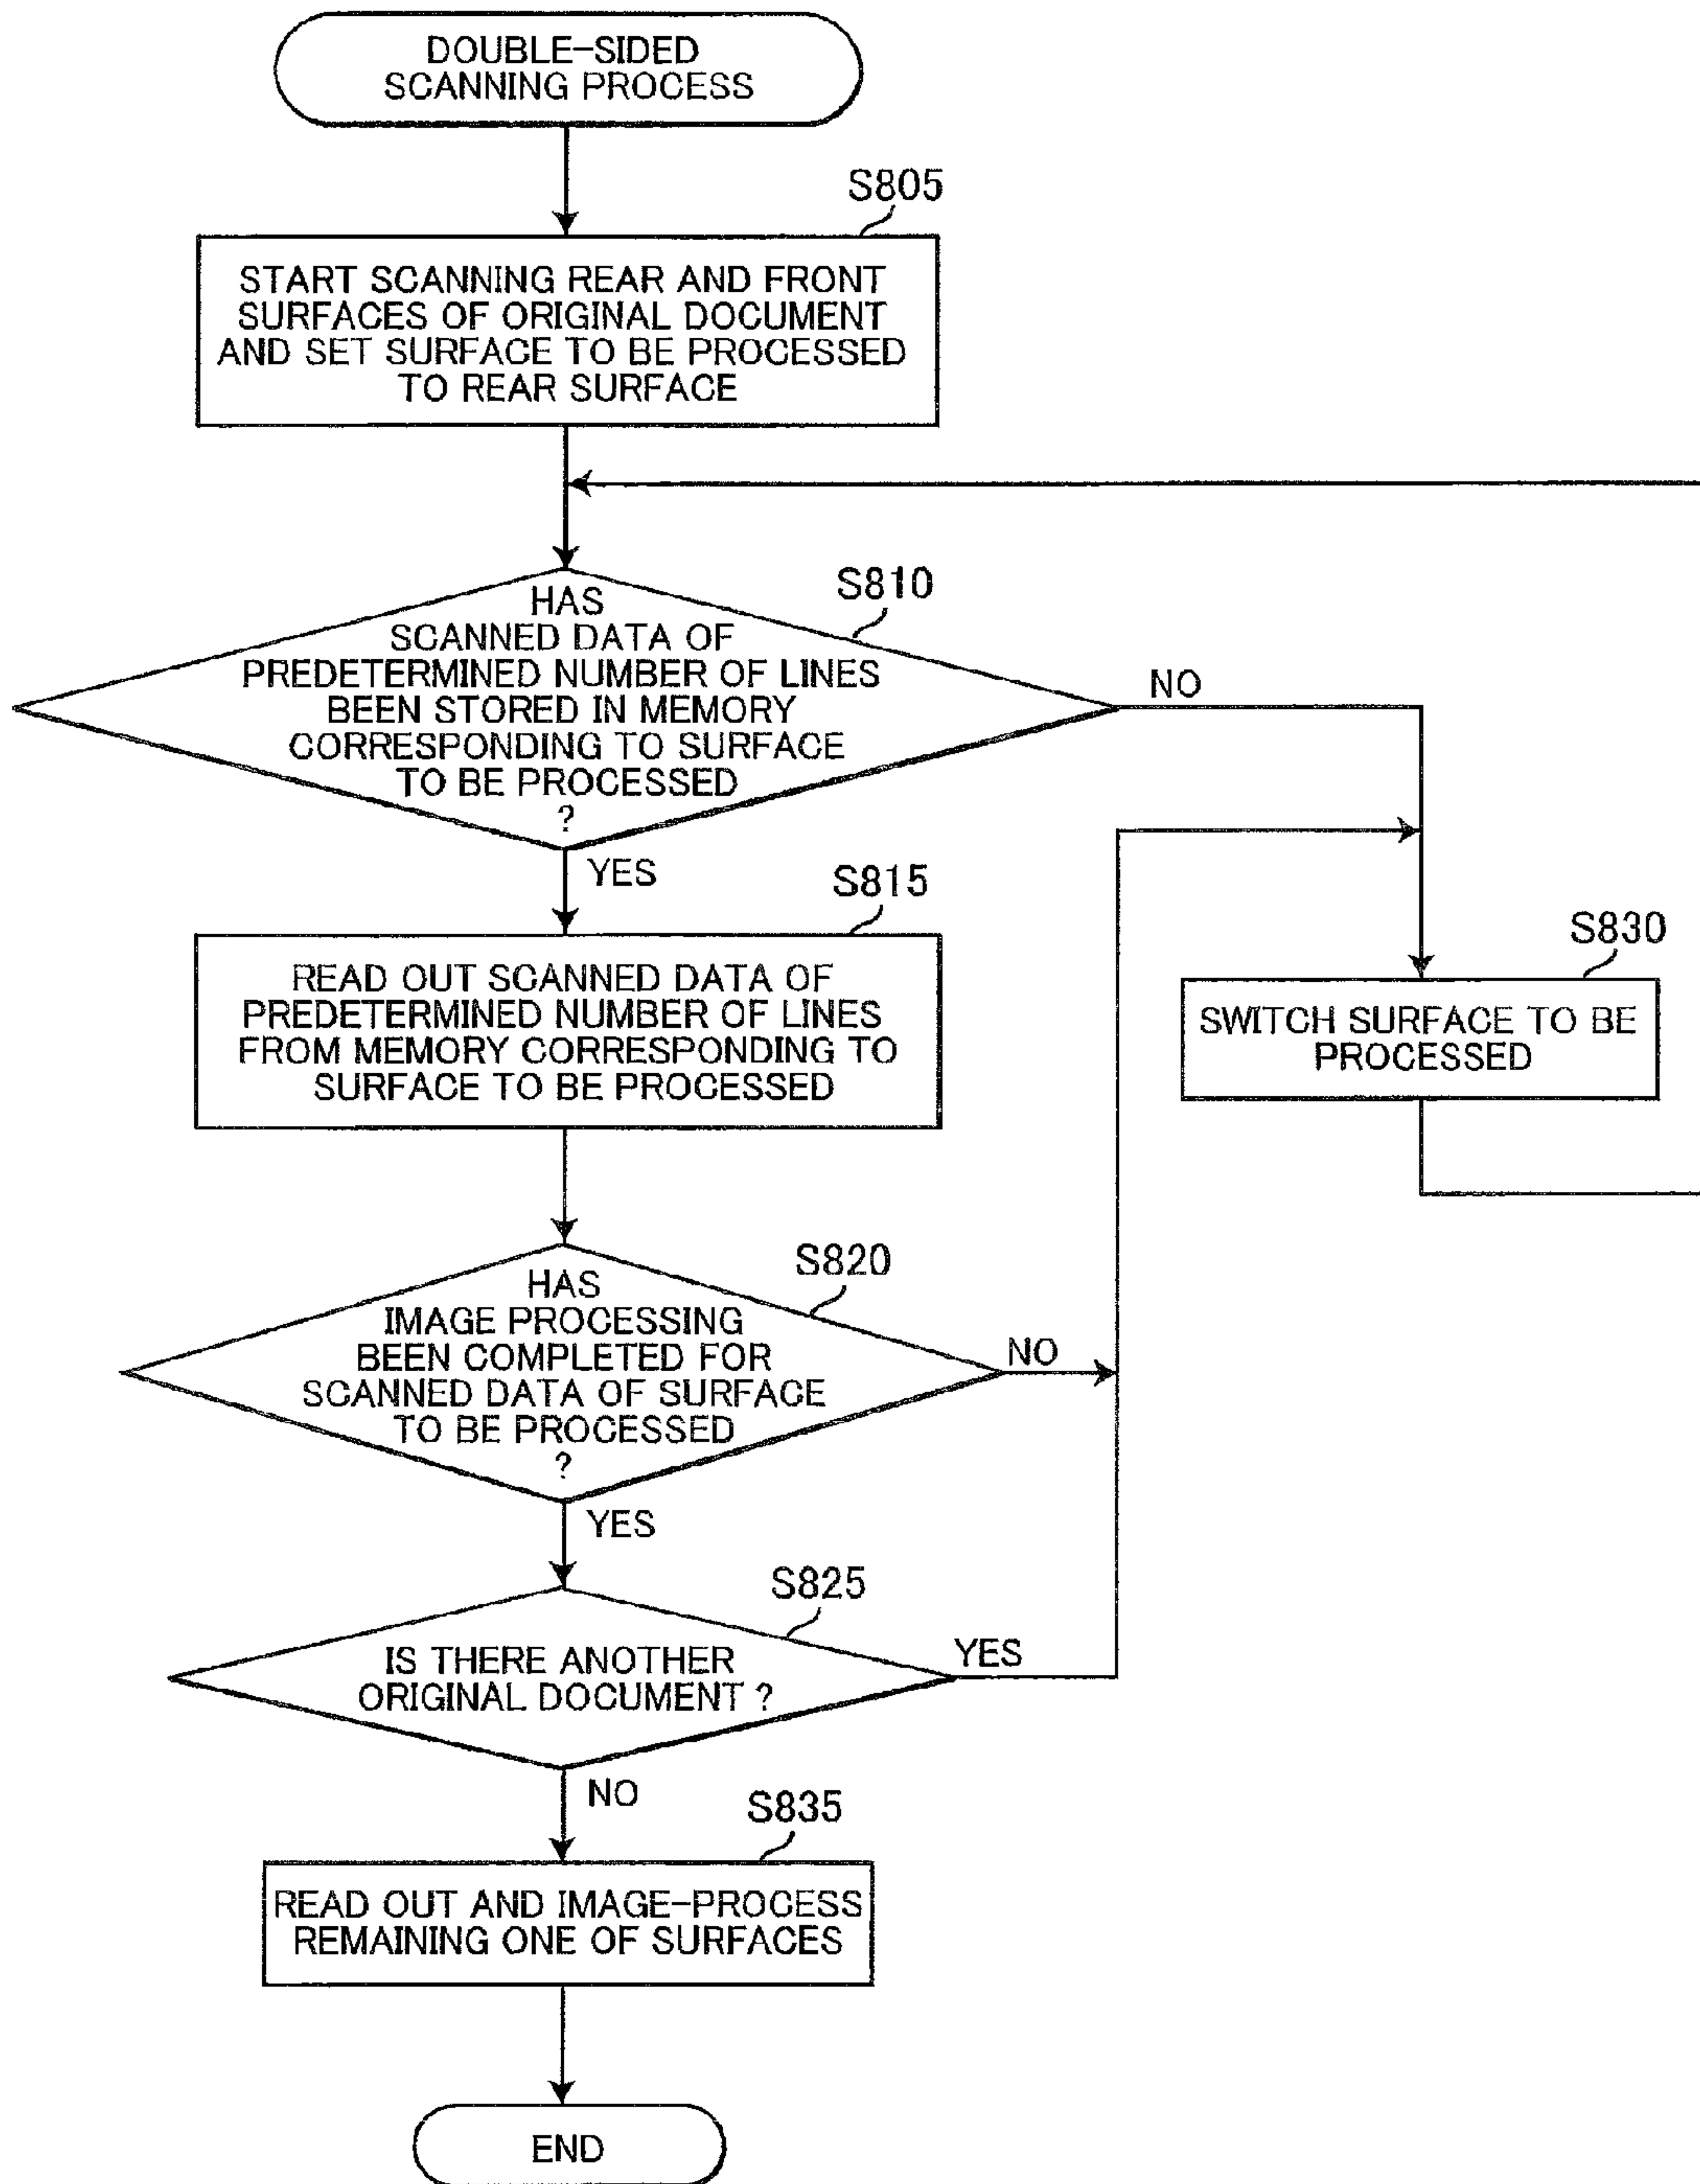 DOUBLE-SIDED
SCANNING PROCESS
S805
START SCANNING REAR AND FRONT
SURFACES OF ORIGINAL DOCUMENT
AND SET SURFACE TO BE PROCESSED
TO REAR SURFACE
S810
HAS
SCANNED DATA OF
PREDETERMINED NUMBER OF LINES
BEEN STORED IN MEMORY
CORRESPONDING TO SURFACE
TO BE PROCESSED
?
NO
YES
S815
READ OUT SCANNED DATA OF
PREDETERMINED NUMBER OF LINES
FROM MEMORY CORRESPONDING TO
SURFACE TO BE PROCESSED
S830
SWITCH SURFACE TO BE
PROCESSED
S820
HAS
IMAGE PROCESSING
BEEN COMPLETED FOR
SCANNED DATA OF SURFACE
TO BE PROCESSED
?
NO
YES
S825
IS THERE ANOTHER
ORIGINAL DOCUMENT ?
YES
NO
S835
READ OUT AND IMAGE-PROCESS
REMAINING ONE OF SURFACES
END